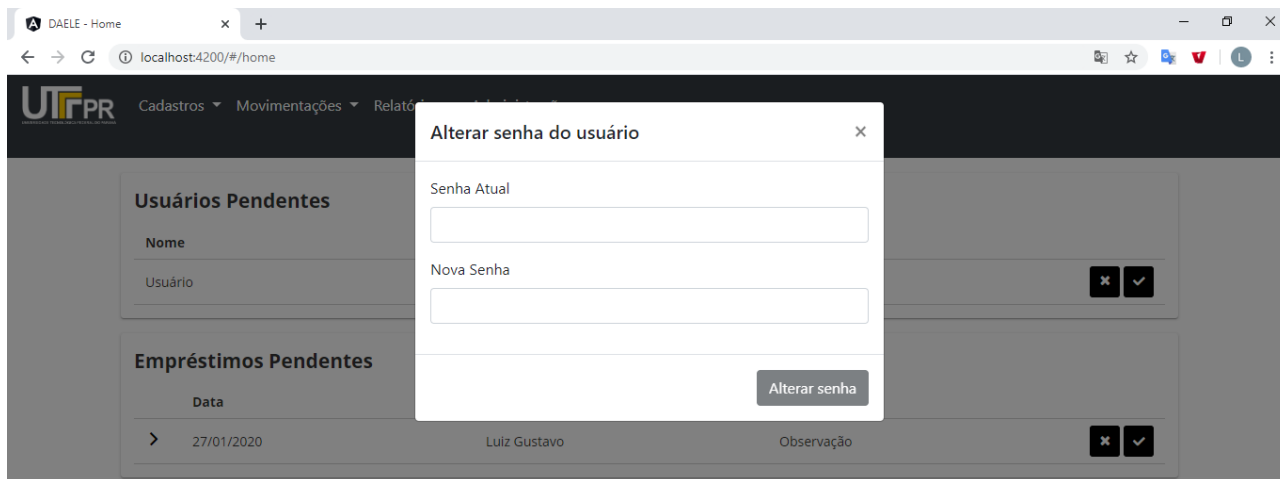 DAELE - Home
localhost:4200/#/home
L
UTFPR
Cadastros Movimentações
Alterar senha do usuário
Senha Atual
Nova Senha
Alterar senha
Usuários Pendentes
Nome
Usuário
Empréstimos Pendentes
Data
27/01/2020 Luiz Gustavo Observação